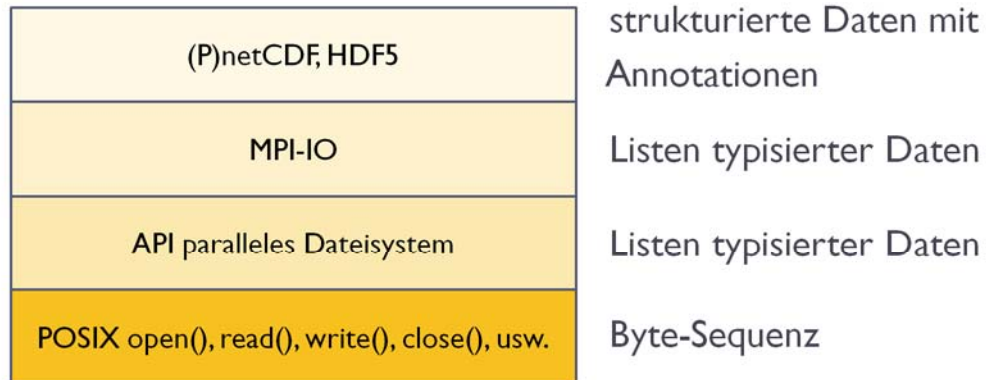 (P)netCDF, HDF5
strukturierte Daten mit
Annotationen
MPI-IO
Listen typisierter Daten
API paralleles Dateisystem
Listen typisierter Daten
POSIX open(), read(), write(), close(), usw.
Byte-Sequenz